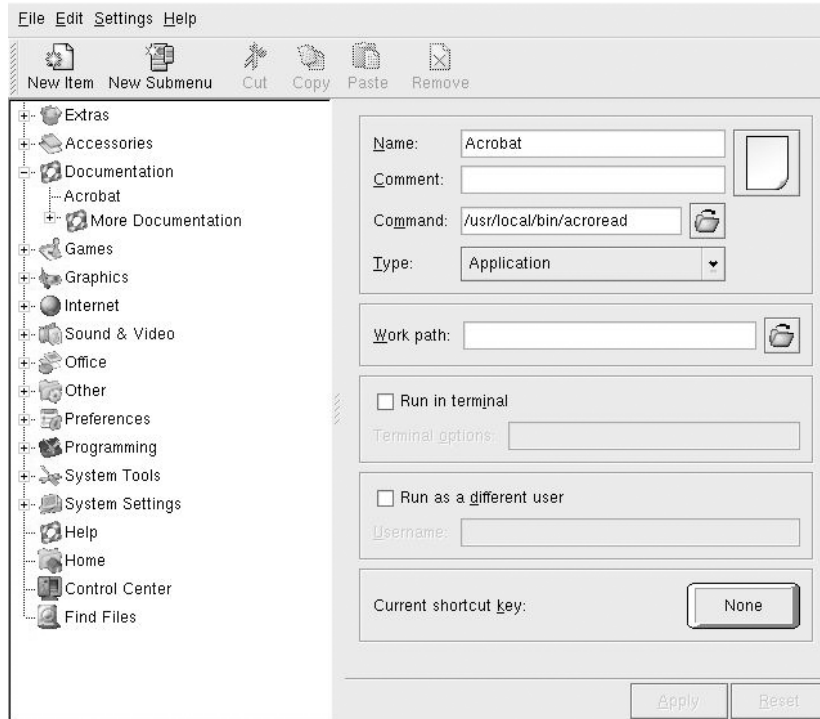 File Edit Settings Help
New Item New Submenu Cut Copy Paste Remove
Extras
Accessories
Documentation
Acrobat
More Documentation
Games
Graphics
Internet
Sound & Video
Office
Other
Preferences
Programming
System Tools
System Settings
Help
Home
Control Center
Find Files
Name: Acrobat
Comment:
Command: /usr/local/bin/acroread
Type: Application
Work path:
Run in terminal
Terminal options:
Run as a different user
Username:
Current shortcut key: None
Apply Reset